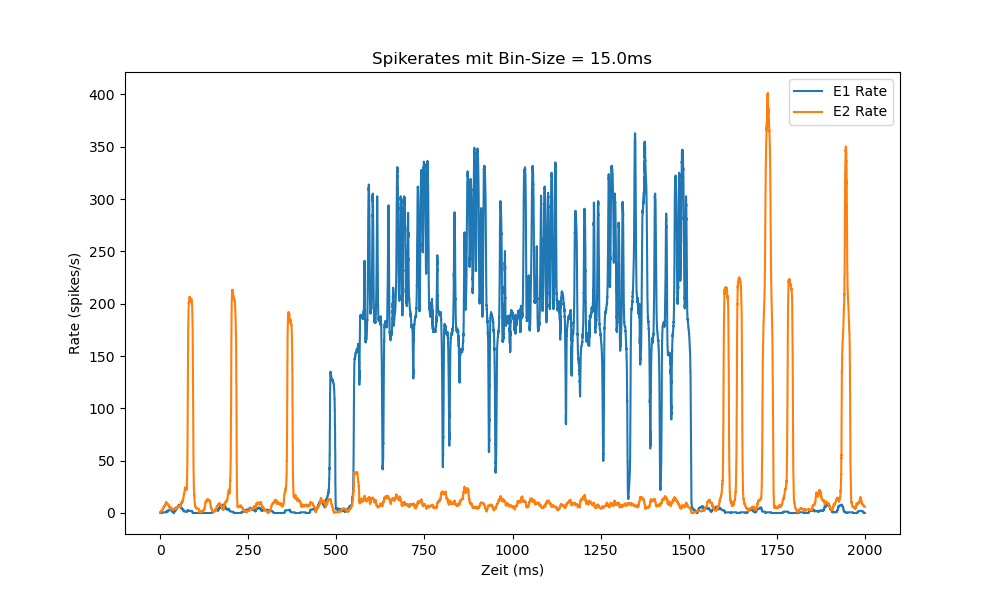 Spikerates mit Bin-Size = 15.0ms
E1 Rate
E2 Rate
Rate (spikes/s)
400
350
300
250
200
150
100
50
0
0 250 500 750 1000 1250 1500 1750 2000
Zeit (ms)